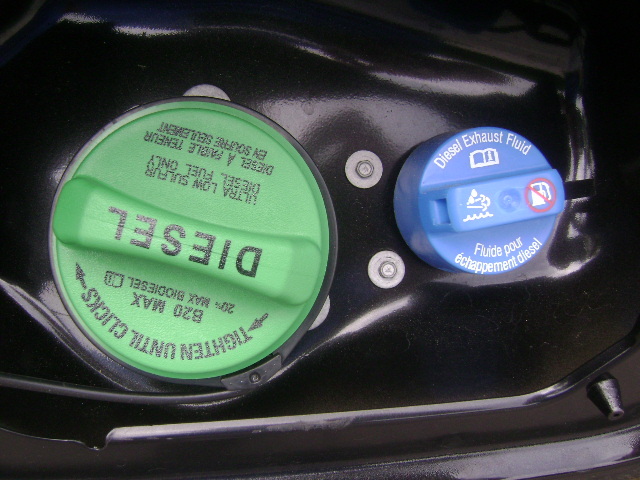 ULTRA LOW SULFUR
DIESEL FUEL ONLY
DIESEL À FAIBLE TENEUR
EN SOUFRE SEULEMENT
DIESEL
B20 MAX
20% MAX BIODIESEL
TIGHTEN UNTIL CLICKS
Diesel Exhaust Fluid
Fluide pour
échappement diesel